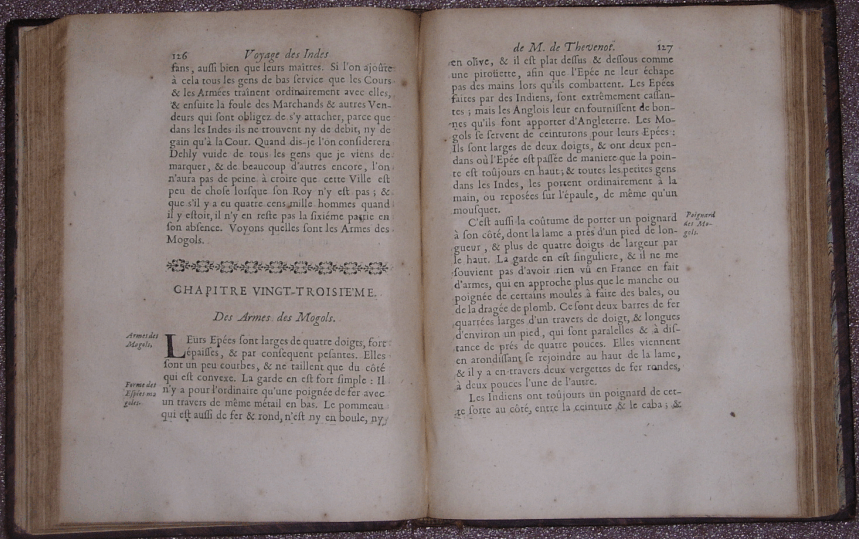 126 Voyage des Indes
sans, aussi bien que leurs maîtres. Si l'on ajoûte
à cela tous les gens de bas service que les Cours
& les Armées traînent ordinairement avec elles,
& ensuite la foule des Marchands & autres Ven-
deurs qui sont obligez de s'y attacher, parce que
dans les Indes ils ne trouvent ny de debit, ny de
gain qu'à la Cour. Quand dis-je l'on considerera
Dehly vuide de tous les gens que je viens de
marquer, & de beaucoup d'autres encore, l'on
n'aura pas de peine à croire que cette Ville est
peu de chose lorsque son Roy n'y est pas ; &
que s'il y a eu quatre cens mille hommes quand
il y estoit, il n'y en reste pas la sixiéme partie en
son absence. Voyons quelles sont les Armes des
Mogols.
CHAPITRE VINGT-TROISIE'ME.
Des Armes des Mogols.
Armes des
Mogols.
LEurs Epées sont larges de quatre doigts, fort
épaisses, & par consequent pesantes. Elles
sont un peu courbes, & ne taillent que du côté
qui est convexe. La garde en est fort simple : Il
Forme des
Espées mo
goles.
n'y a pour l'ordinaire qu'une poignée de fer avec
un travers de même métail en bas. Le pommeau
qui est aussi de fer & rond, n'est ny en boule, ny
de M. de Thevenot. 127
en olive, & il est plat dessus & dessous comme
une piroüette, afin que l'Epée ne leur échape
pas des mains lors qu'ils combattent. Les Epées
faites par des Indiens, sont extrêmement cassan-
tes ; mais les Anglois leur en fournissent de bon-
nes qu'ils font apporter d'Angleterre. Les Mo-
gols se servent de ceinturons pour leurs Epées :
Ils sont larges de deux doigts, & ont deux pen-
dans où l'Epée est passée de maniere que la poin-
te est toûjours en haut ; & toutes les petits gens
dans les Indes, les portent ordinairement à la
main, ou reposées sur l'épaule, de même qu'un
mousquet.
C'est aussi la coûtume de porter un poignard
Poignard
des Mo-
gols.
à son côté, dont la lame a prés d'un pied de lon-
gueur, & plus de quatre doigts de largeur par
le haut. La garde en est singuliere, & il ne me
souvient pas d'avoir rien vû en France en fait
d'armes, qui en approche plus que le manche ou
poignée de certains moules à faire des bales, ou
de la dragée de plomb. Ce sont deux barres de fer
quarrées larges d'un travers de doigt, & longues
d'environ un pied, qui sont paralelles & à dis-
tance de prés de quatre pouces. Elles viennent
en arondissant se rejoindre au haut de la lame,
& il y a en travers deux vergettes de fer rondes,
à deux pouces l'une de l'autre.
Les Indiens ont toûjours un poignard de cet-
te sorte au côté, entre la ceinture & le caba ; &